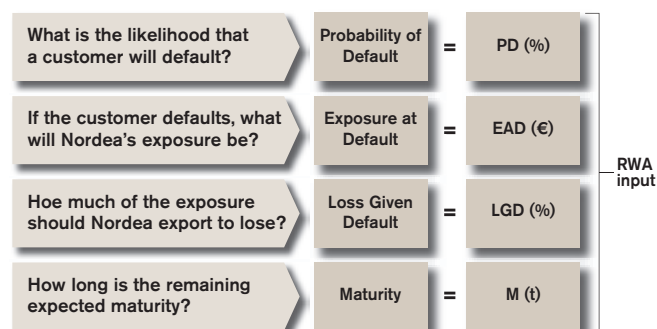 What is the likelihood that
a customer will default?
Probability of
Default
=
PD (%)
If the customer defaults, what
will Nordea's exposure be?
Exposure at
Default
=
EAD (€)
Hoe much of the exposure
should Nordea export to lose?
Loss Given
Default
=
LGD (%)
How long is the remaining
expected maturity?
Maturity
=
M (t)
RWA
input